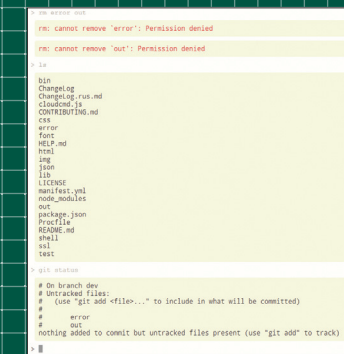 > rm error out
rm: cannot remove `error': Permission denied
rm: cannot remove `out': Permission denied
> ls
bin
ChangeLog
ChangeLog.rus.md
cloudcmd.js
CONTRIBUTING.md
css
error
font
HELP.md
html
img
json
lib
LICENSE
manifest.yml
node_modules
out
package.json
Procfile
README.md
shell
ssl
test
> git status
# On branch dev
# Untracked files:
#   (use "git add <file>..." to include in what will be committed)
#
#       error
#       out
nothing added to commit but untracked files present (use "git add" to track)
>